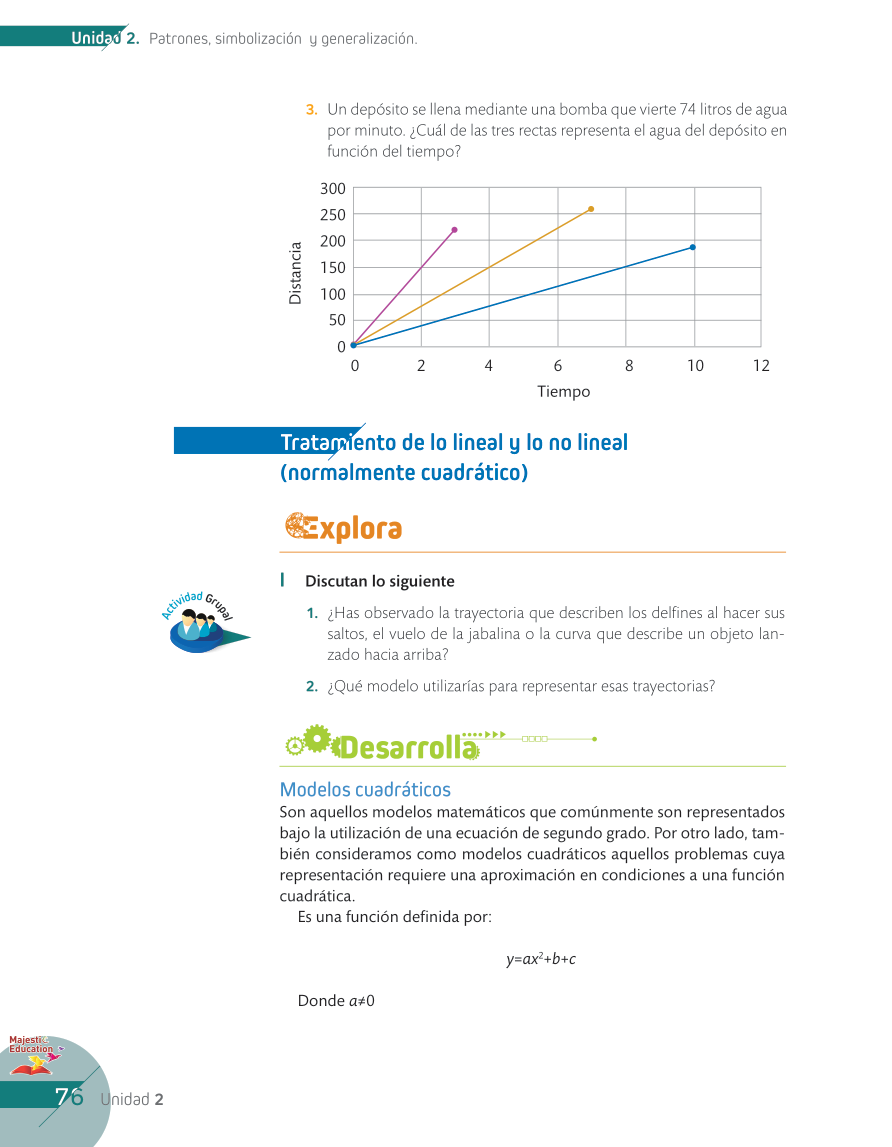 Unidad 2. Patrones, simbolización y generalización.
3. Un depósito se llena mediante una bomba que vierte 74 litros de agua
por minuto. ¿Cuál de las tres rectas representa el agua del depósito en
función del tiempo?
300
250
200
150
100
50
0
Distancia
0 2 4 6 8 10 12
Tiempo
Tratamiento de lo lineal y lo no lineal
(normalmente cuadrático)
Explora
Actividad Grupal
I Discutan lo siguiente
1. ¿Has observado la trayectoria que describen los delfines al hacer sus
saltos, el vuelo de la jabalina o la curva que describe un objeto lan-
zado hacia arriba?
2. ¿Qué modelo utilizarías para representar esas trayectorias?
Desarrolla
Modelos cuadráticos
Son aquellos modelos matemáticos que comúnmente son representados
bajo la utilización de una ecuación de segundo grado. Por otro lado, tam-
bién consideramos como modelos cuadráticos aquellos problemas cuya
representación requiere una aproximación en condiciones a una función
cuadrática.
Es una función definida por:
y=ax²+b+c
Donde a≠0
Majestic
Education
76 Unidad 2